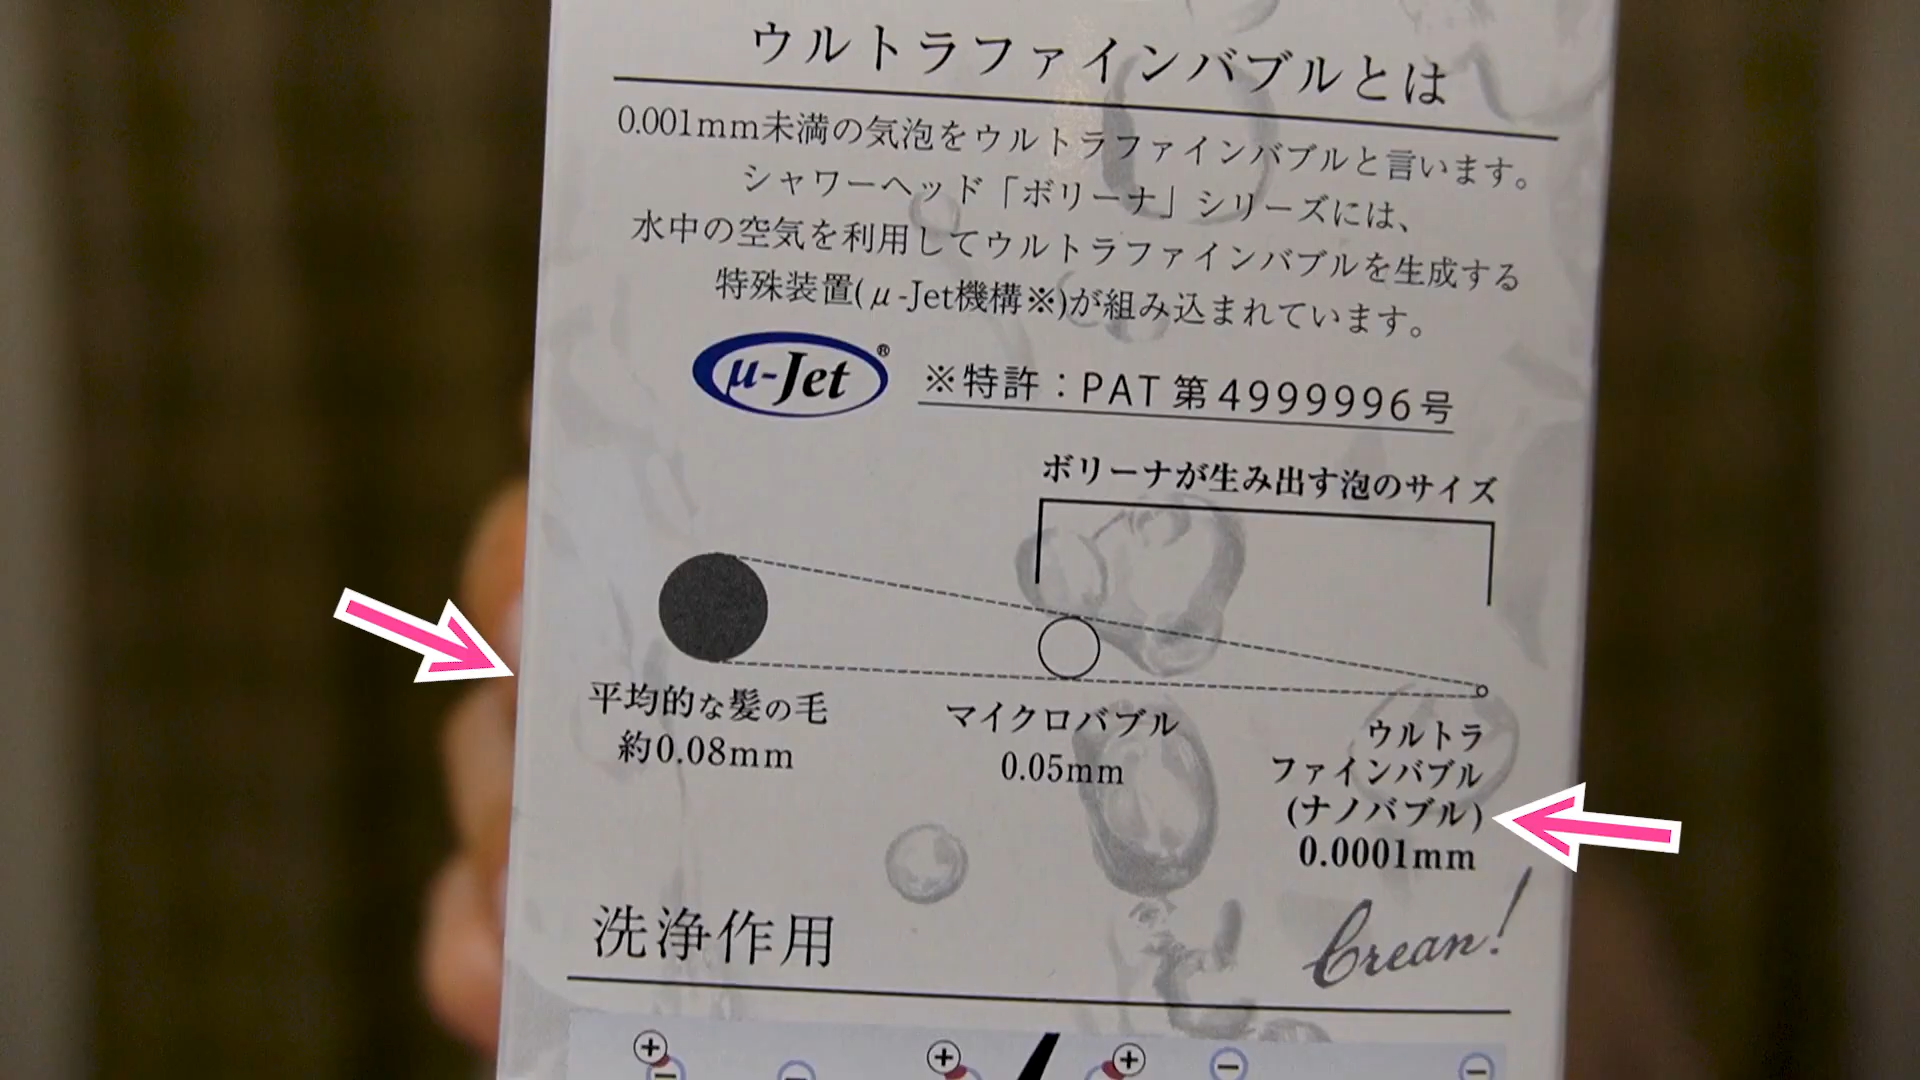 ウルトラファインバブルとは
0.001mm未満の気泡をウルトラファインバブルと言います。
シャワーヘッド「ボリーナ」シリーズには、
水中の空気を利用してウルトラファインバブルを生成する
特殊装置(μ-Jet機構※)が組み込まれています。
μ-Jet®
※特許：PAT第4999996号
ボリーナが生み出す泡のサイズ
平均的な髪の毛
約0.08mm
マイクロバブル
0.05mm
ウルトラ
ファインバブル
(ナノバブル)
0.0001mm
洗浄作用
Crean!